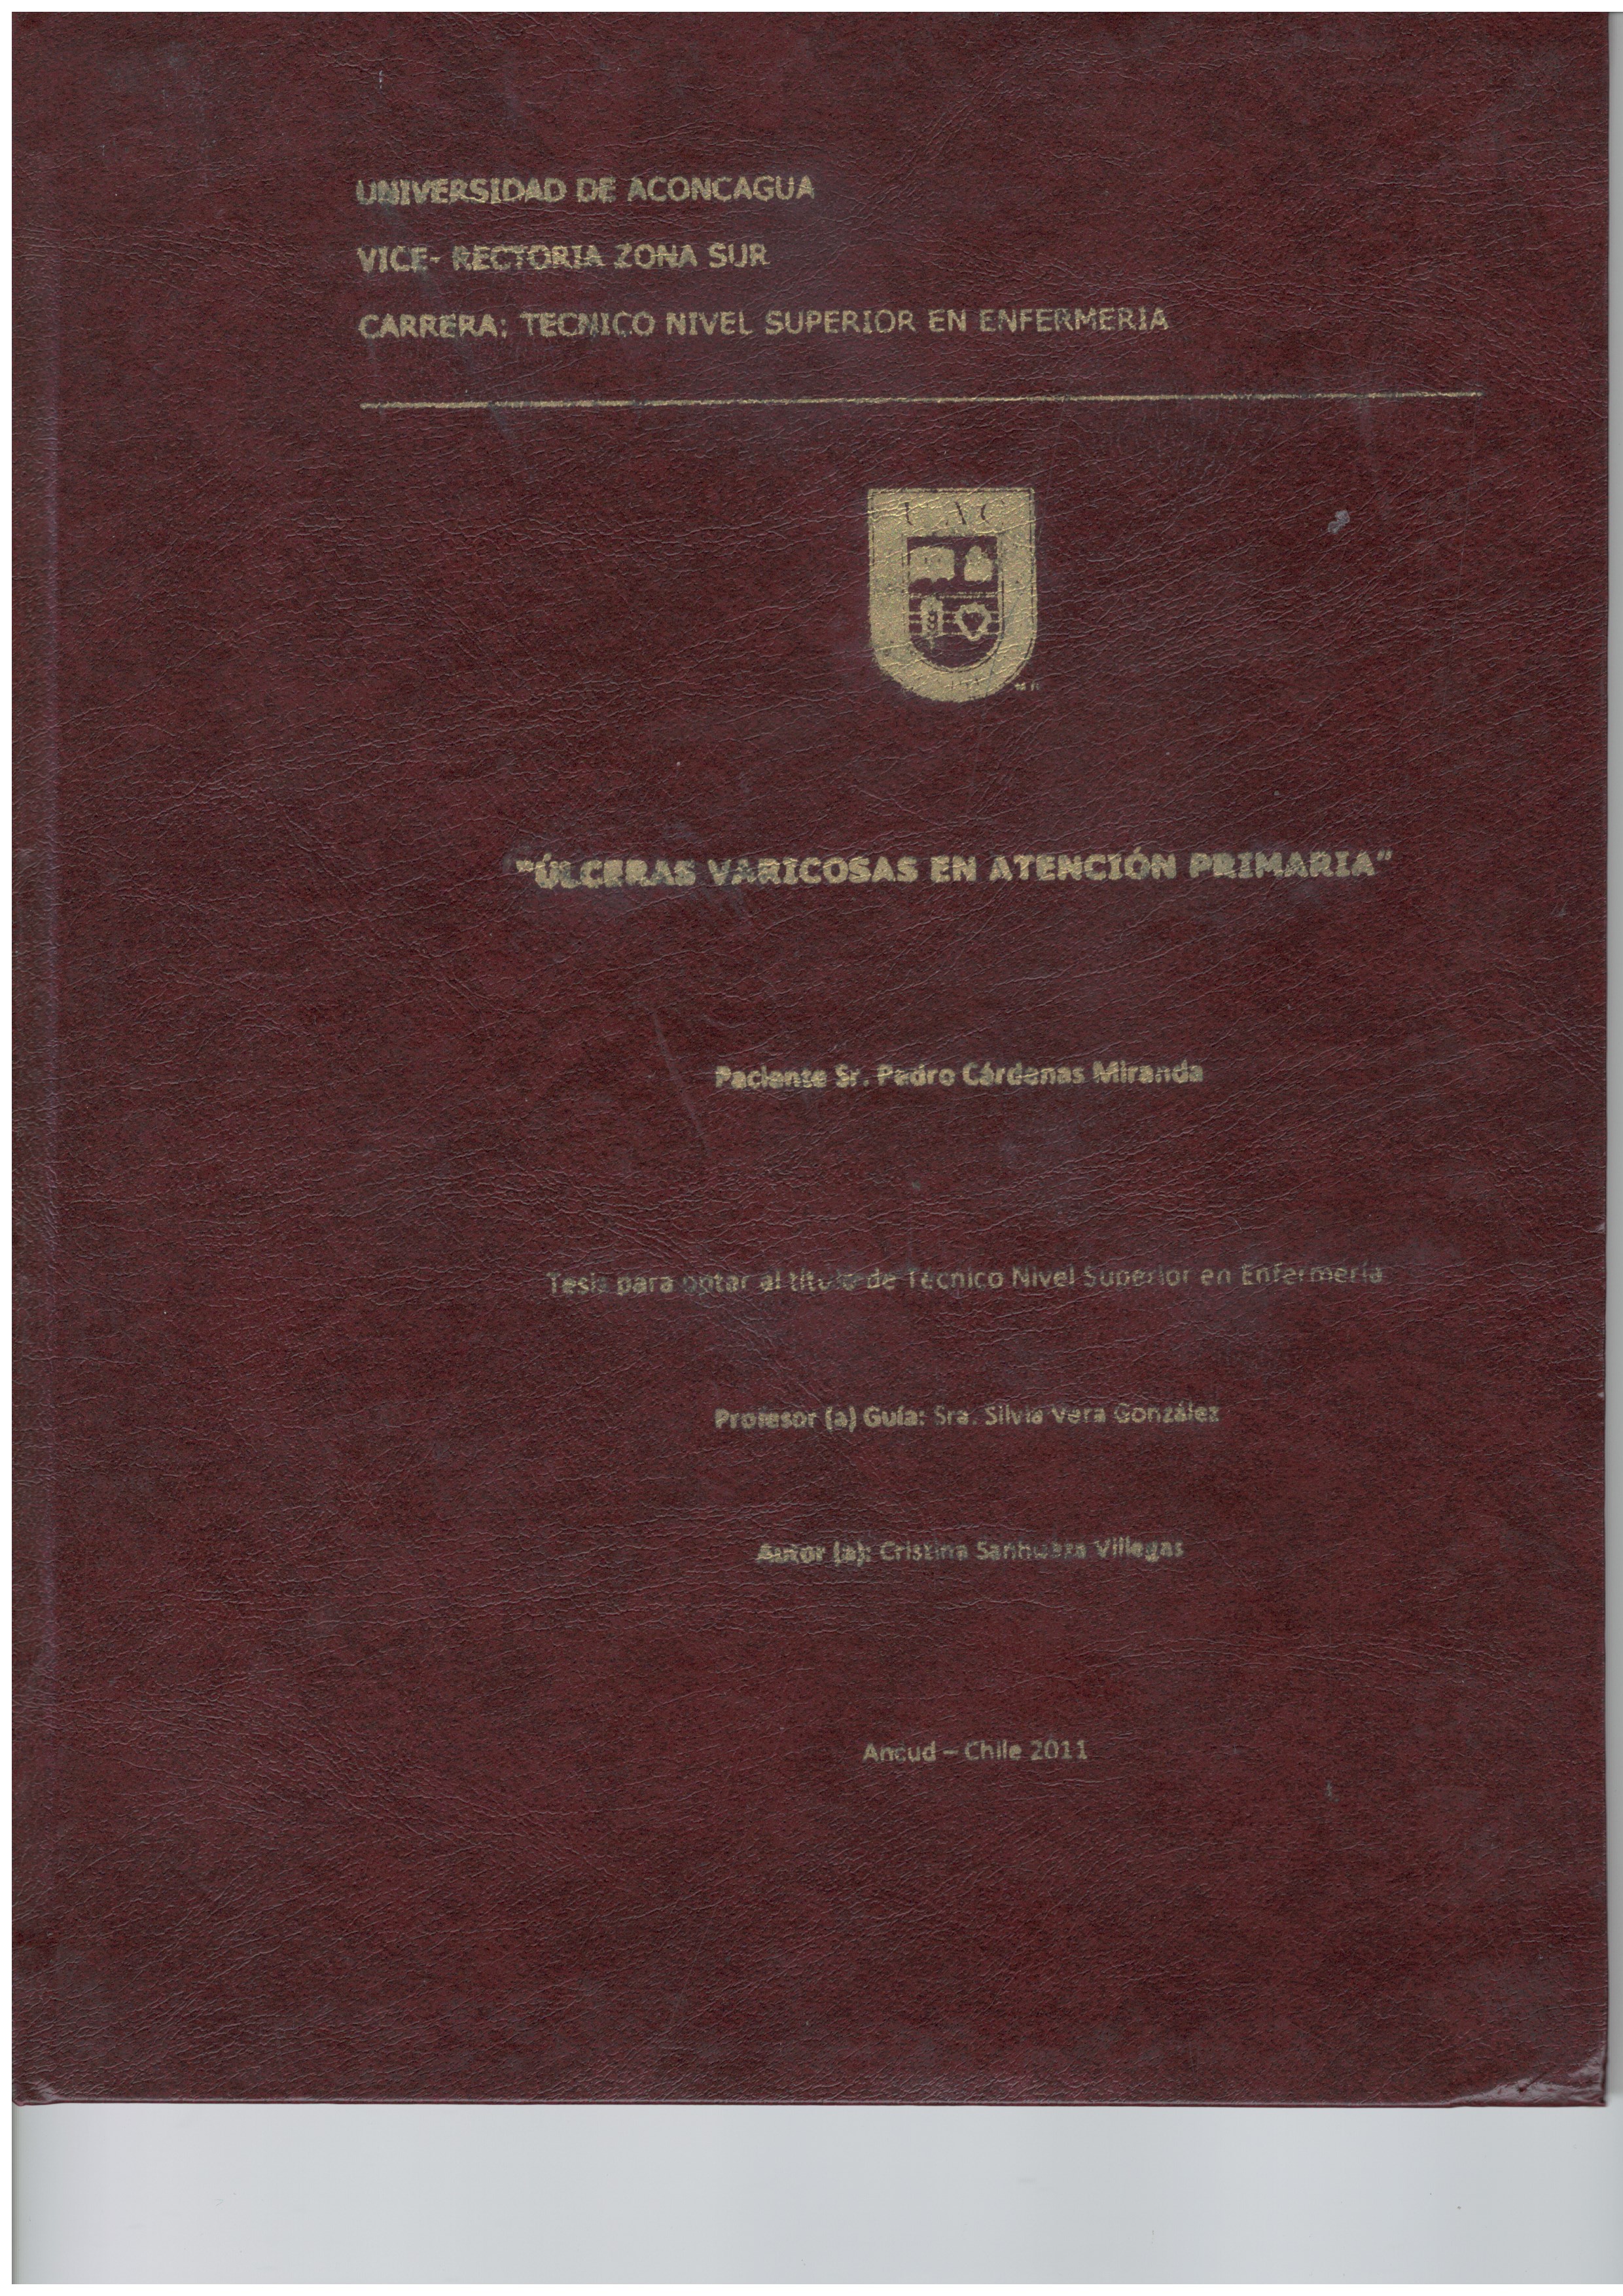 UNIVERSIDAD DE ACONCAGUA
VICE- RECTORIA ZONA SUR
CARRERA: TECNICO NIVEL SUPERIOR EN ENFERMERIA
UAC
"ÚLCERAS VARICOSAS EN ATENCIÓN PRIMARIA"
Paciente Sr. Pedro Cárdenas Miranda
Tesis para optar al título de Técnico Nivel Superior en Enfermería
Profesor (a) Guía: Sra. Silvia Vera González
Autor (a): Cristina Sanhueza Villegas
Ancud – Chile 2011